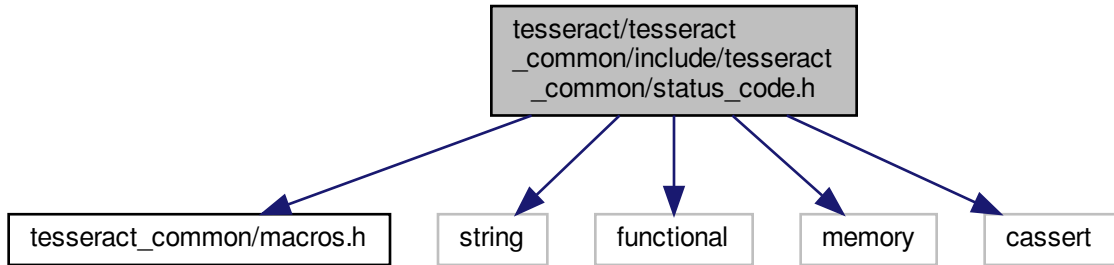 tesseract/tesseract
_common/include/tesseract
_common/status_code.h
tesseract_common/macros.h
string
functional
memory
cassert